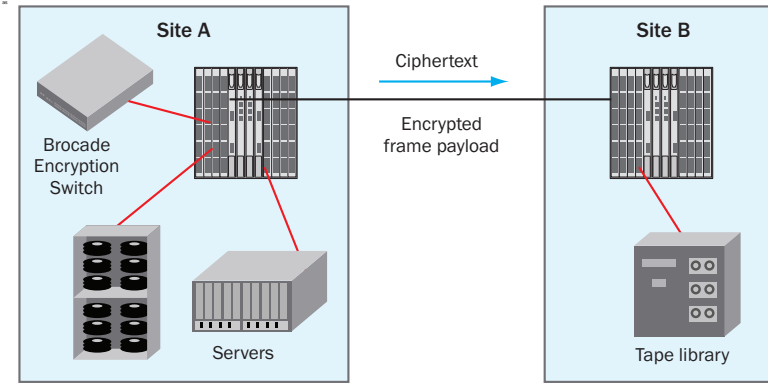 Site A
Site B
Ciphertext
Encrypted
frame payload
Brocade
Encryption
Switch
Servers
Tape library